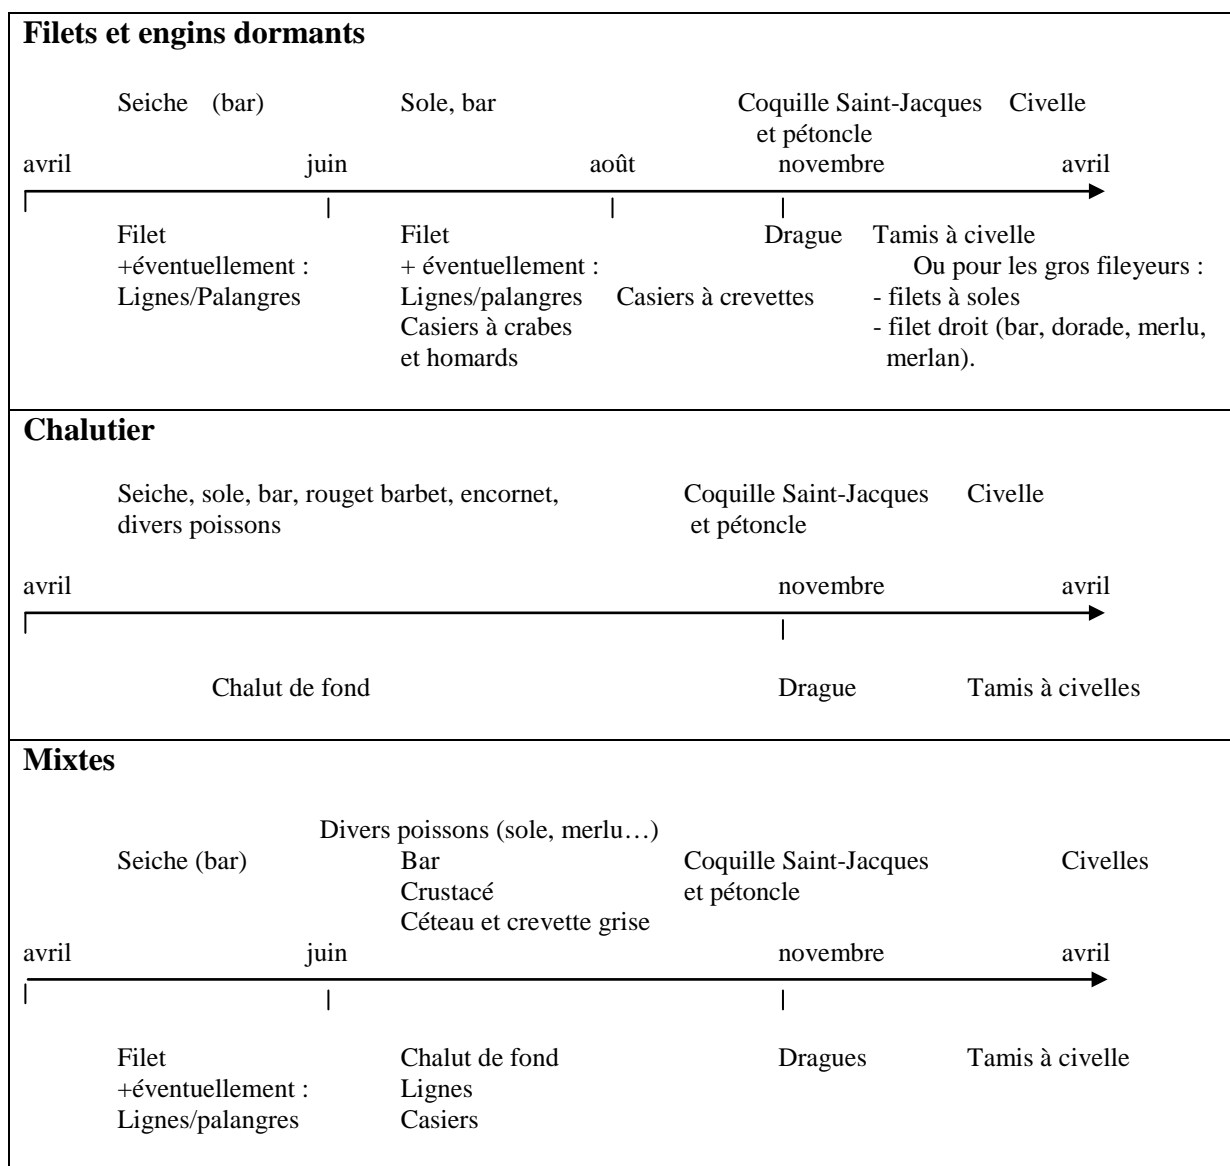 Filets et engins dormants
Seiche (bar) Sole, bar Coquille Saint-Jacques Civelle
et pétoncle
avril juin août novembre avril
Filet Filet Drague Tamis à civelle
+éventuellement : + éventuellement : Ou pour les gros fileyeurs :
Lignes/Palangres Lignes/palangres Casiers à crevettes - filets à soles
Casiers à crabes - filet droit (bar, dorade, merlu,
et homards merlan).
Chalutier
Seiche, sole, bar, rouget barbet, encornet, Coquille Saint-Jacques Civelle
divers poissons et pétoncle
avril novembre avril
Chalut de fond Drague Tamis à civelles
Mixtes
Divers poissons (sole, merlu…)
Seiche (bar) Bar Coquille Saint-Jacques Civelles
Crustacé et pétoncle
Céteau et crevette grise
avril juin novembre avril
Filet Chalut de fond Dragues Tamis à civelle
+éventuellement : Lignes
Lignes/palangres Casiers